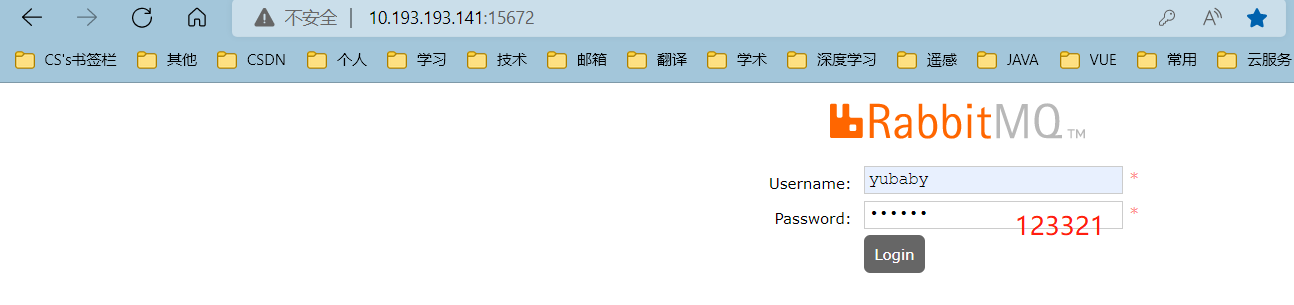 不安全 10.193.193.141:15672
CS's书签栏 其他 CSDN 个人 学习 技术 邮箱 翻译 学术 深度学习 遥感 JAVA VUE 常用 云服务
RabbitMQ TM
Username: yubaby *
Password: •••••• *
123321
Login